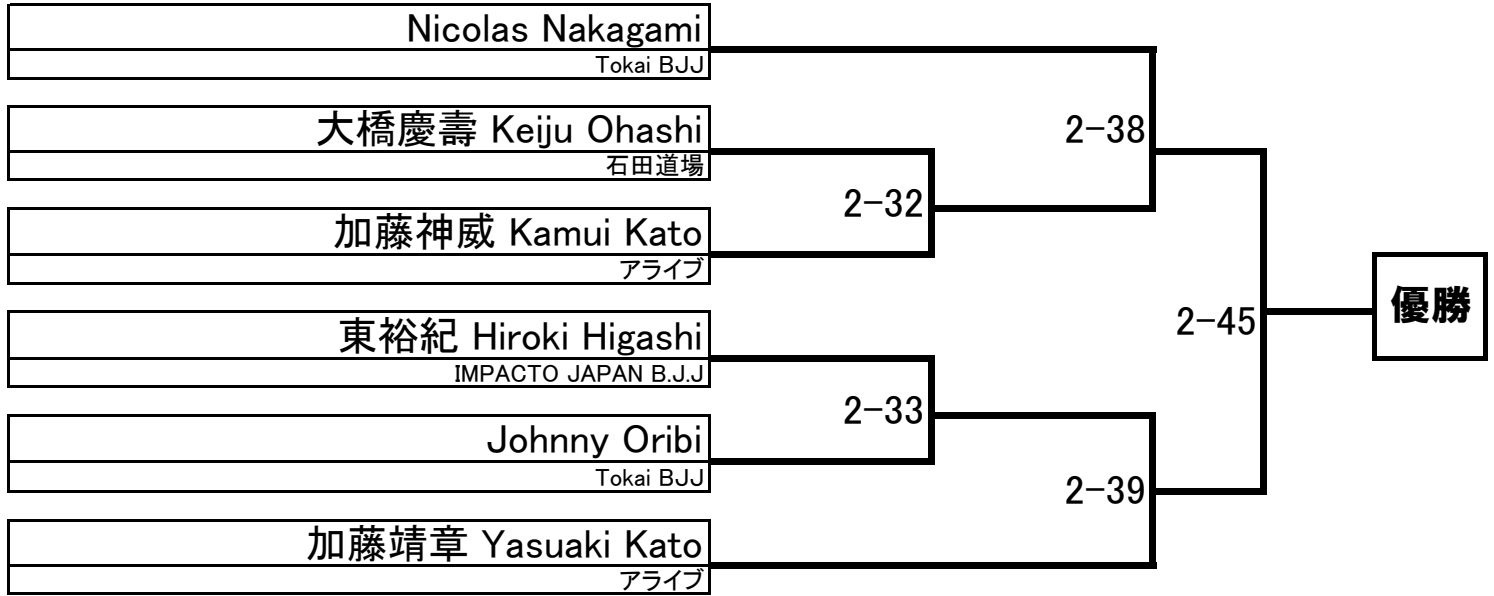 Nicolas Nakagami
Tokai BJJ
大橋慶壽 Keiju Ohashi
石田道場
2-38
2-32
加藤神威 Kamui Kato
アライブ
東裕紀 Hiroki Higashi
IMPACTO JAPAN B.J.J
2-45
優勝
2-33
Johnny Oribi
Tokai BJJ
2-39
加藤靖章 Yasuaki Kato
アライブ